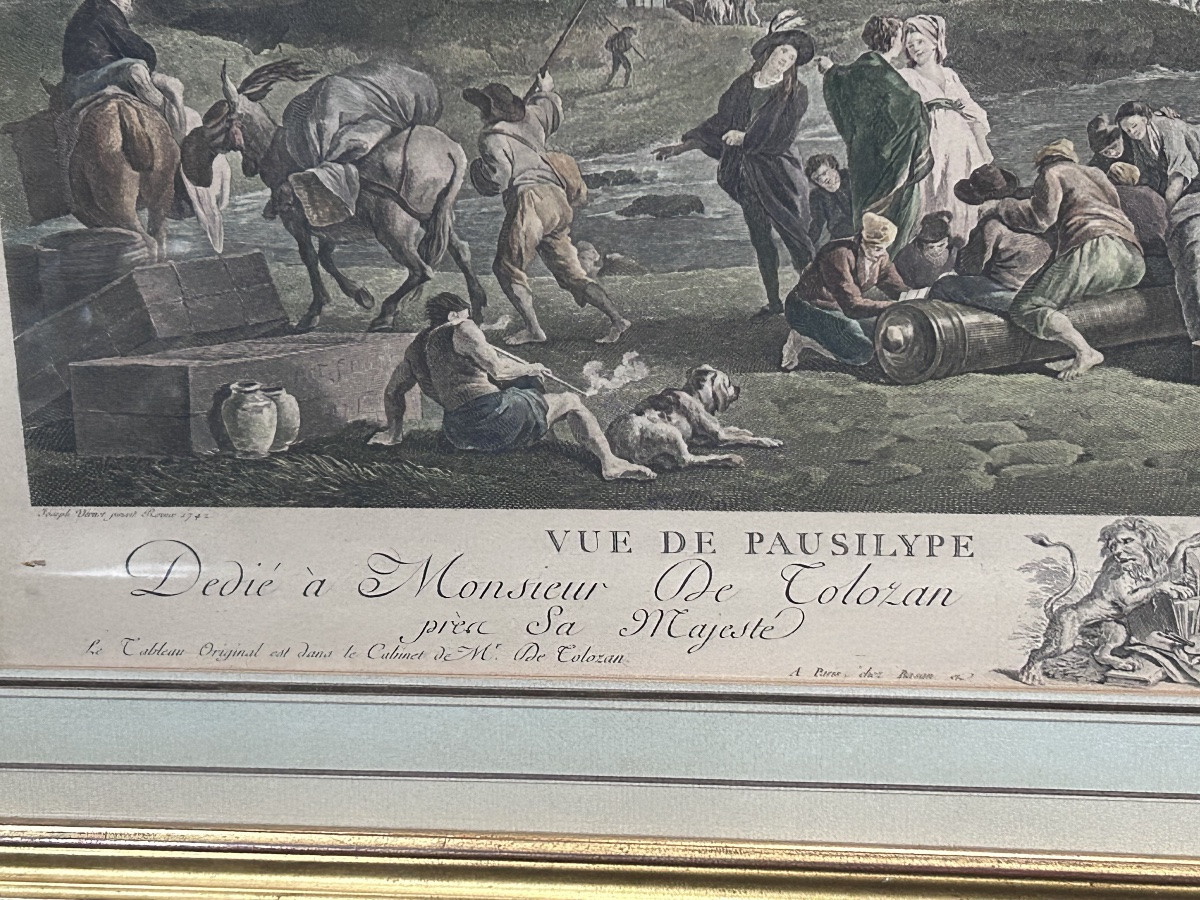 Joseph Vernet pinxit Romæ 1742
VUE DE PAUSILYPE
Dedié à Monsieur De Tolozan
près Sa Majesté
Le Tableau Original est dans le Cabinet de Mr. De Tolozan.
A Paris, chez Basan et